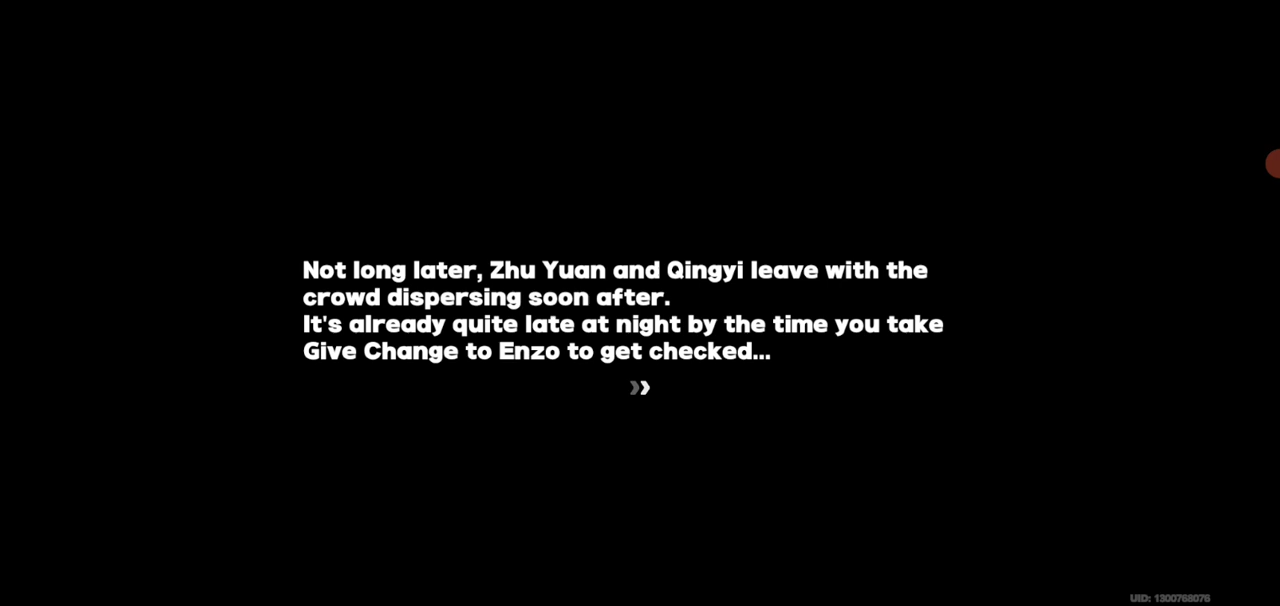 Not long later, Zhu Yuan and Qingyi leave with the
crowd dispersing soon after.
It's already quite late at night by the time you take
Give Change to Enzo to get checked...
UID: 1300768076